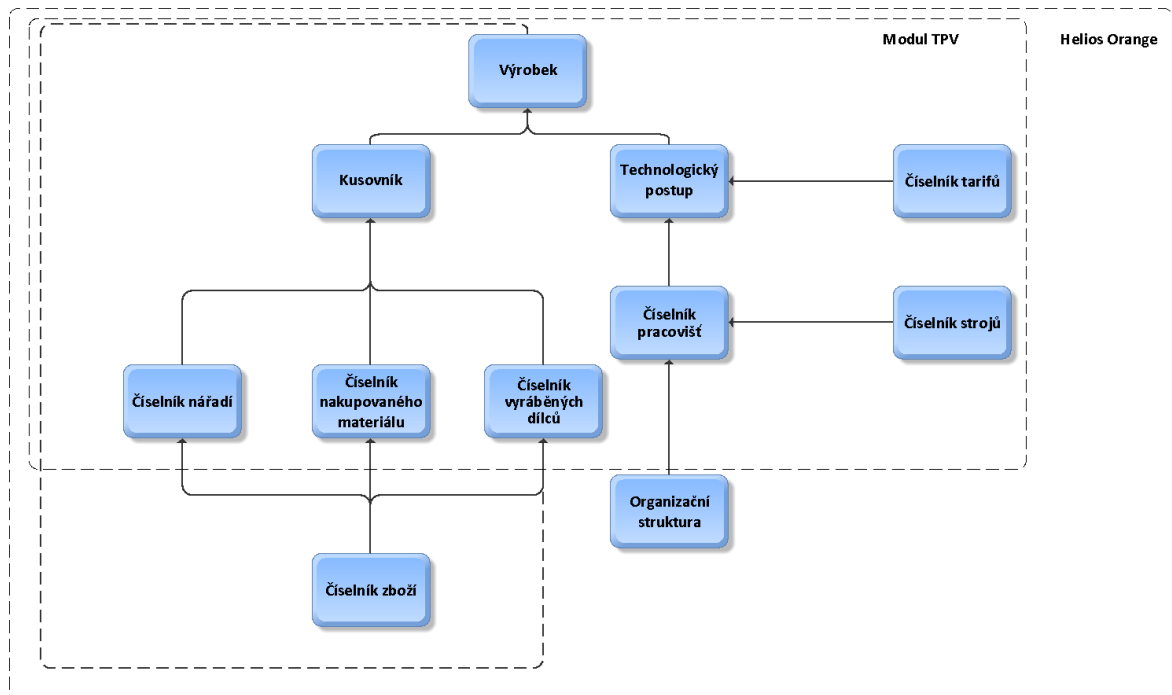 Modul TPV
Helios Orange
Výrobek
Kusovník
Technologický
postup
Číselník tarifů
Číselník
pracovišť
Číselník strojů
Číselník nářadí
Číselník
nakupovaného
materiálu
Číselník
vyráběných
dílců
Organizační
struktura
Číselník zboží